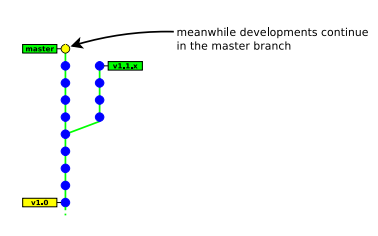 meanwhile developments continue
in the master branch
master
v1.1.x
v1.0